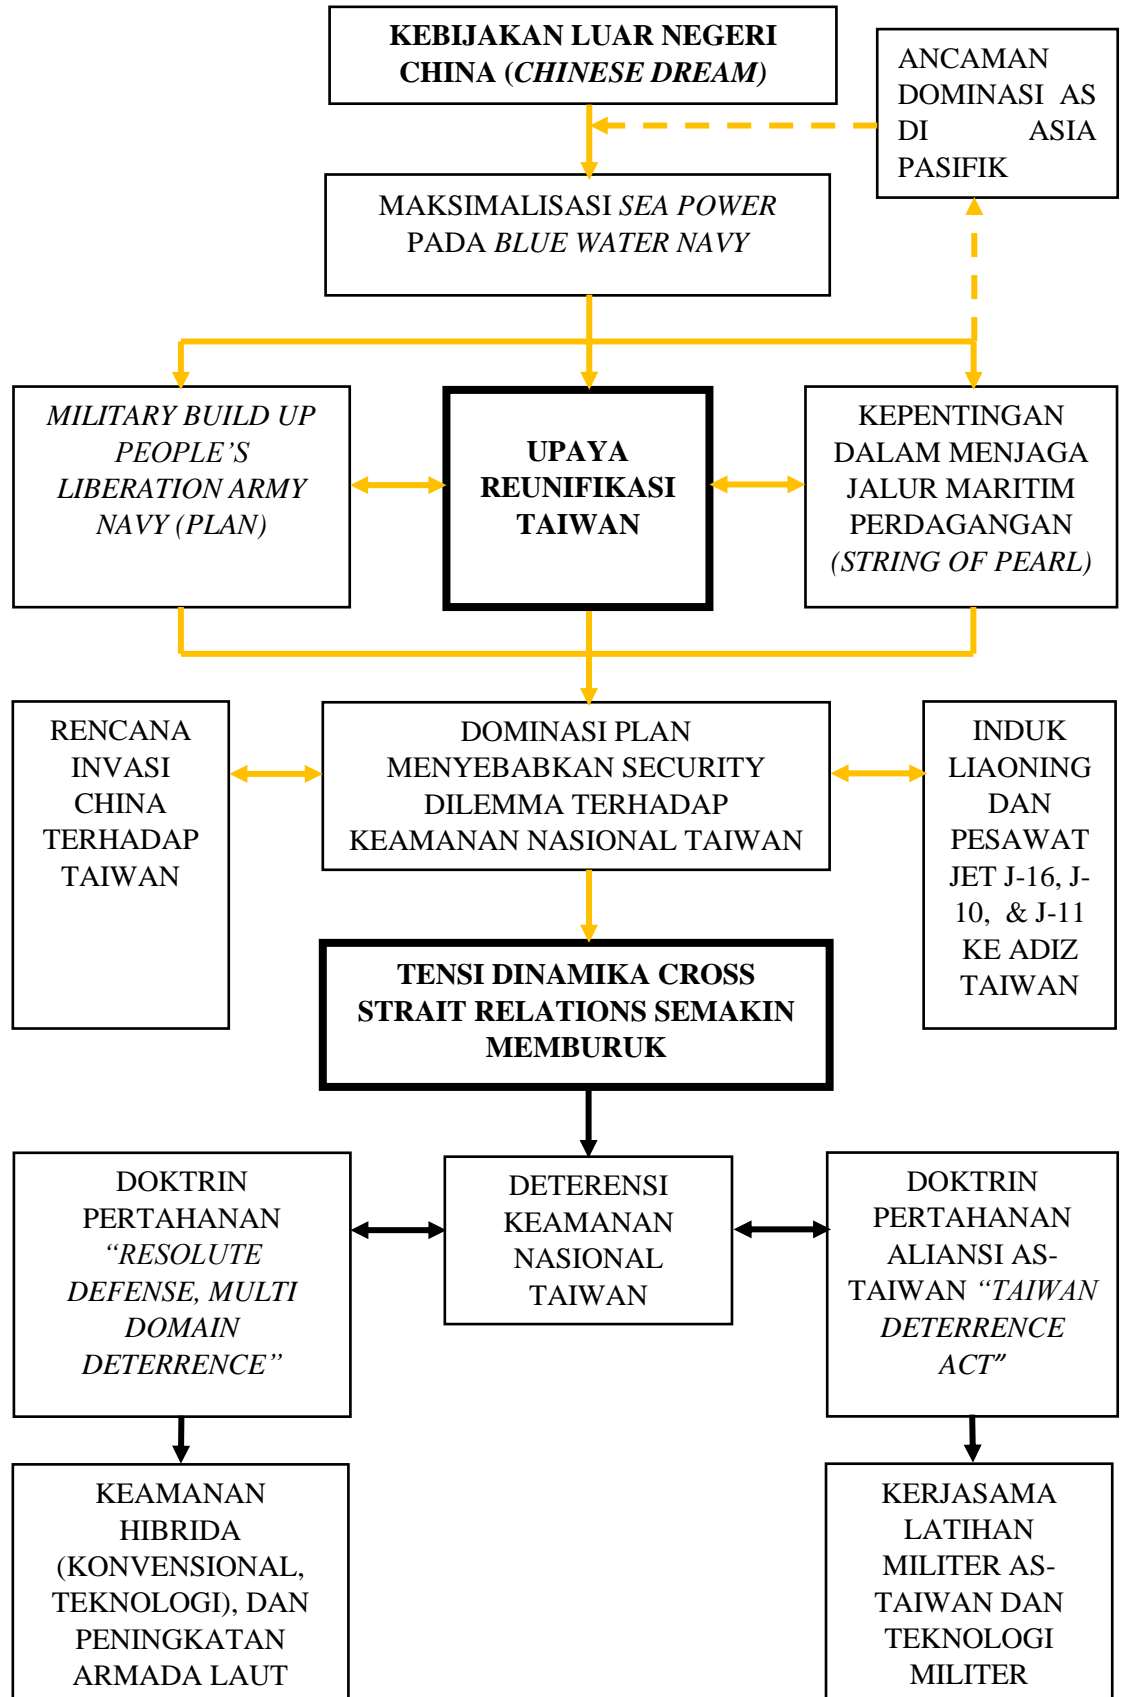 KEBIJAKAN LUAR NEGERI
CHINA (CHINESE DREAM)
ANCAMAN
DOMINASI AS
DI ASIA
PASIFIK
MAKSIMALISASI SEA POWER
PADA BLUE WATER NAVY
MILITARY BUILD UP
PEOPLE’S
LIBERATION ARMY
NAVY (PLAN)
UPAYA
REUNIFIKASI
TAIWAN
KEPENTINGAN
DALAM MENJAGA
JALUR MARITIM
PERDAGANGAN
(STRING OF PEARL)
RENCANA
INVASI
CHINA
TERHADAP
TAIWAN
DOMINASI PLAN
MENYEBABKAN SECURITY
DILEMMA TERHADAP
KEAMANAN NASIONAL TAIWAN
INDUK
LIAONING
DAN
PESAWAT
JET J-16, J-
10, & J-11
KE ADIZ
TAIWAN
TENSI DINAMIKA CROSS
STRAIT RELATIONS SEMAKIN
MEMBURUK
DOKTRIN
PERTAHANAN
“RESOLUTE
DEFENSE, MULTI
DOMAIN
DETERRENCE”
DETERENSI
KEAMANAN
NASIONAL
TAIWAN
DOKTRIN
PERTAHANAN
ALIANSI AS-
TAIWAN “TAIWAN
DETERRENCE
ACT”
KEAMANAN
HIBRIDA
(KONVENSIONAL,
TEKNOLOGI), DAN
PENINGKATAN
ARMADA LAUT
KERJASAMA
LATIHAN
MILITER AS-
TAIWAN DAN
TEKNOLOGI
MILITER